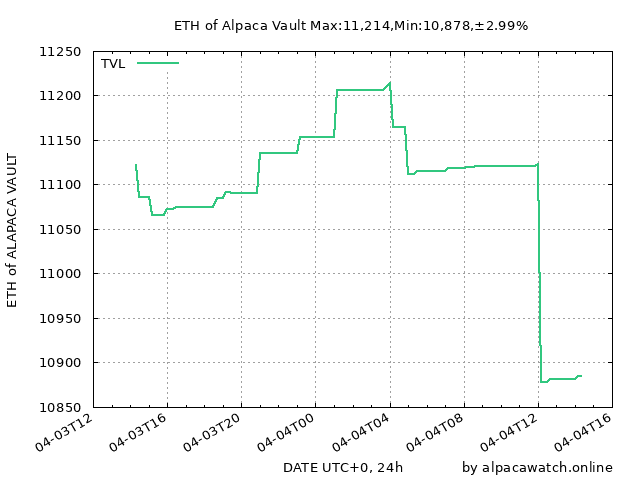 ETH of Alpaca Vault Max:11,214,Min:10,878,±2.99%
TVL
11250
11200
11150
11100
11050
11000
10950
10900
10850
ETH of ALAPACA VAULT
04-03T12
04-03T16
04-03T20
04-04T00
04-04T04
04-04T08
04-04T12
04-04T16
DATE UTC+0, 24h
by alpacawatch.online